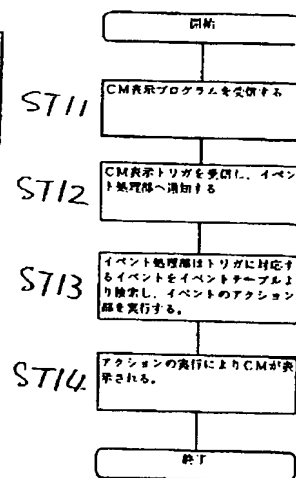 開始
ST11
CM表示プログラムを受信する
ST12
CM表示トリガを受信し、イベン
ト処理部へ通知する
ST13
イベント処理部はトリガに対応す
るイベントをイベントテーブルよ
り検索し、イベントのアクション
部を実行する。
ST14
アクションの実行によりCMが表
示される。
終了